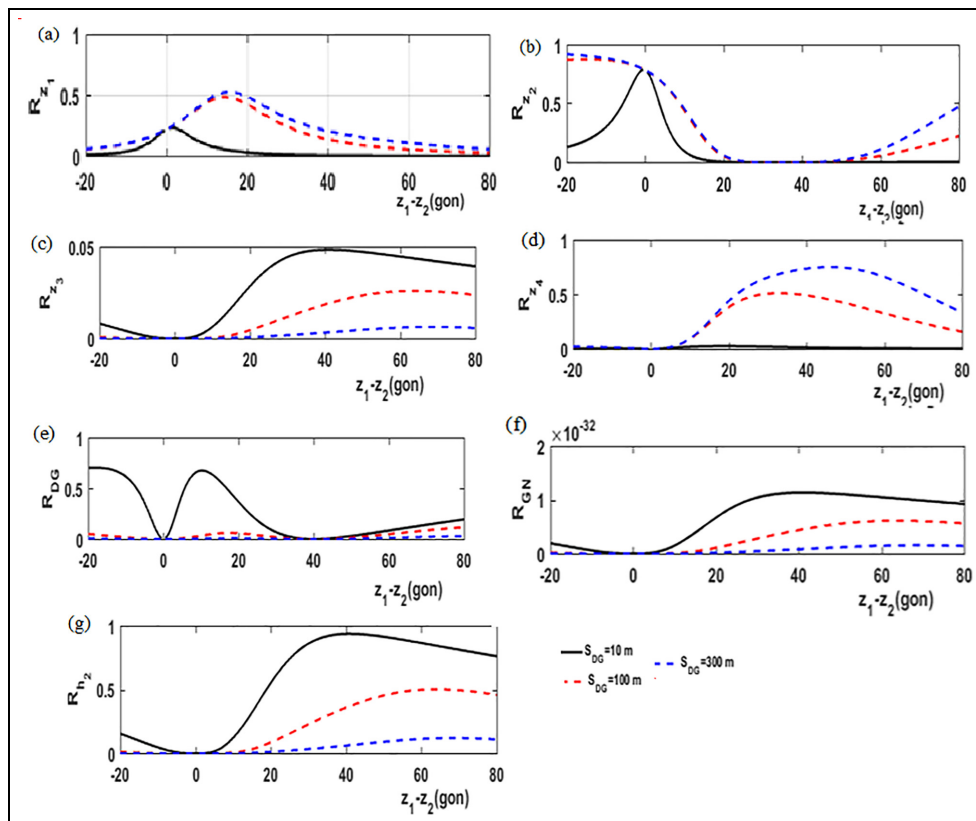 (a)
1
0.5
0
R_z1
-20 0 20 40 60 80
z1-z2(gon)
(b)
1
0.5
0
R_z2
-20 0 20 40 60 80
z1-z2(gon)
(c)
0.05
0
R_z3
-20 0 20 40 60 80
z1-z2(gon)
(d)
1
0.5
0
R_z4
-20 0 20 40 60 80
z1-z2(gon)
(e)
1
0.5
0
R_DG
-20 0 20 40 60 80
z1-z2(gon)
(f)
×10^-32
2
1
0
R_GN
-20 0 20 40 60 80
z1-z2(gon)
(g)
1
0.5
0
R_h2
-20 0 20 40 60 80
z1-z2(gon)
S_DG=10 m
S_DG=100 m
S_DG=300 m